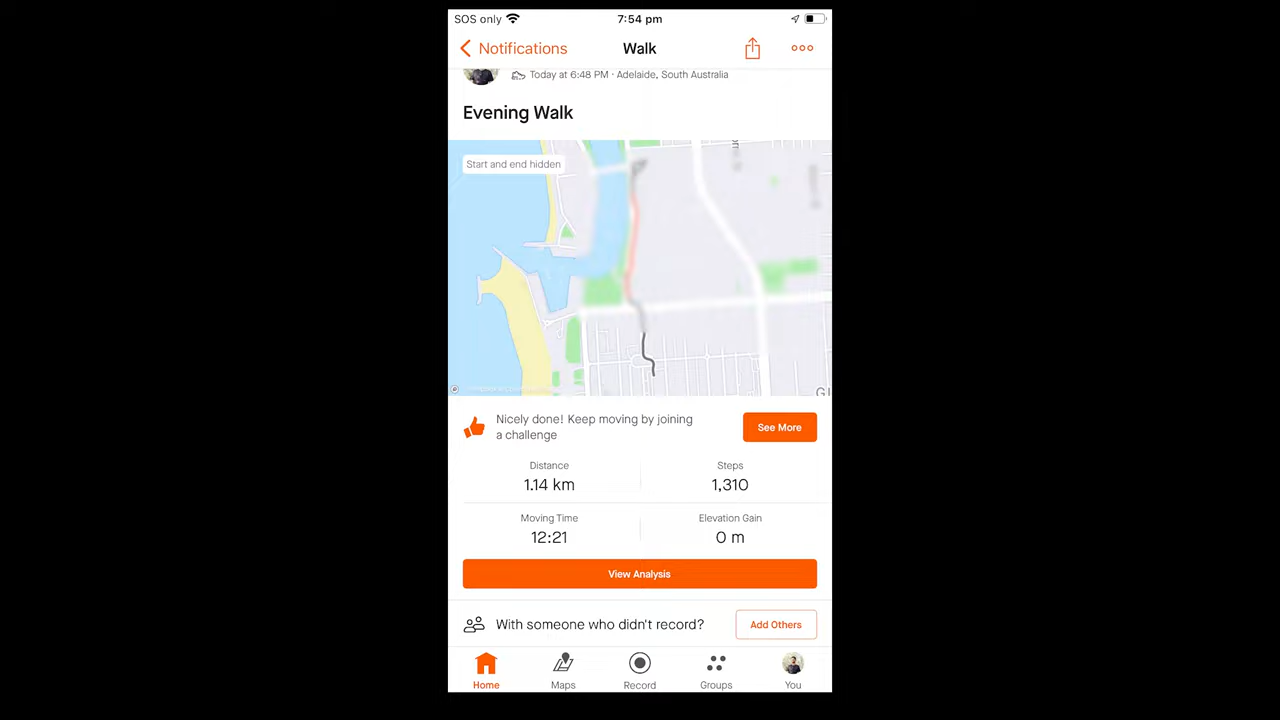 SOS only
7:54 pm
Notifications
Walk
Today at 6:48 PM · Adelaide, South Australia
Evening Walk
Start and end hidden
Nicely done! Keep moving by joining
a challenge
See More
Distance
1.14 km
Steps
1,310
Moving Time
12:21
Elevation Gain
0 m
View Analysis
With someone who didn't record?
Add Others
Home
Maps
Record
Groups
You